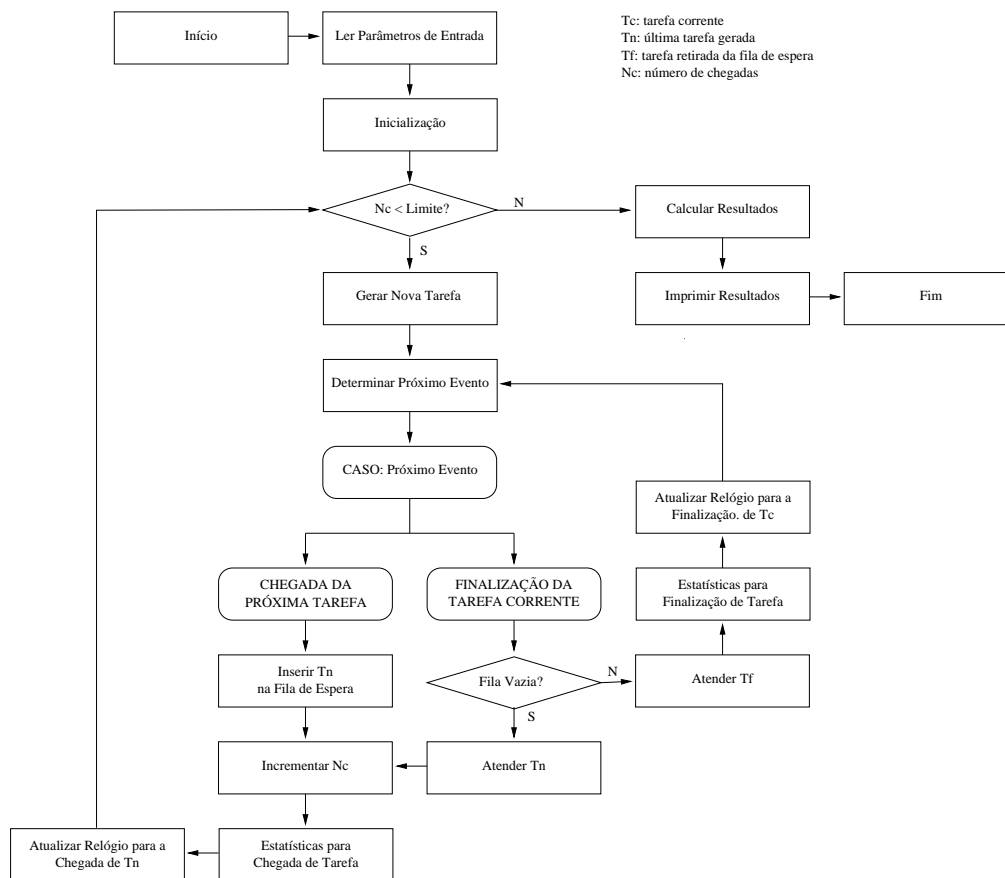 Início
Ler Parâmetros de Entrada
Tc: tarefa corrente
Tn: última tarefa gerada
Tf: tarefa retirada da fila de espera
Nc: número de chegadas
Inicialização
Nc < Limite?
N
S
Calcular Resultados
Gerar Nova Tarefa
Imprimir Resultados
Fim
Determinar Próximo Evento
CASO: Próximo Evento
Atualizar Relógio para a
Finalização. de Tc
CHEGADA DA
PRÓXIMA TAREFA
FINALIZAÇÃO DA
TAREFA CORRENTE
Estatísticas para
Finalização de Tarefa
Inserir Tn
na Fila de Espera
Fila Vazia?
N
S
Atender Tf
Incrementar Nc
Atender Tn
Atualizar Relógio para a
Chegada de Tn
Estatísticas para
Chegada de Tarefa